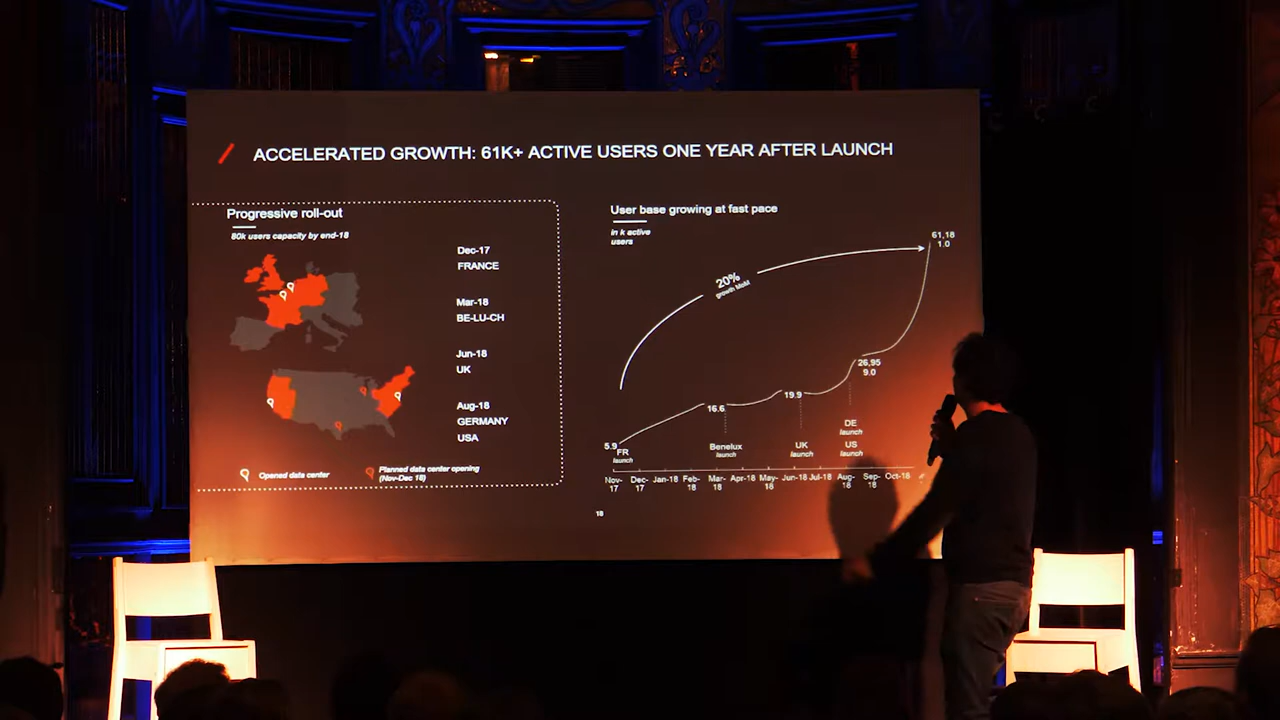 ACCELERATED GROWTH: 61K+ ACTIVE USERS ONE YEAR AFTER LAUNCH
Progressive roll-out
80k users capacity by end-18
Dec-17
FRANCE
Mar-18
BE-LU-CH
Jun-18
UK
Aug-18
GERMANY
USA
Opened data center
Planned data center opening
(Nov-Dec 18)
User base growing at fast pace
in k active
users
20%
growth MoM
61,18
1.0
26,95
9.0
19.9
16.6
5.9
FR
launch
Benelux
launch
UK
launch
DE
launch
US
launch
Nov-
17
Dec-
17
Jan-18
Feb-
18
Mar-
18
Apr-18
May-
18
Jun-18
Jul-18
Aug-
18
Sep-
18
Oct-18
18